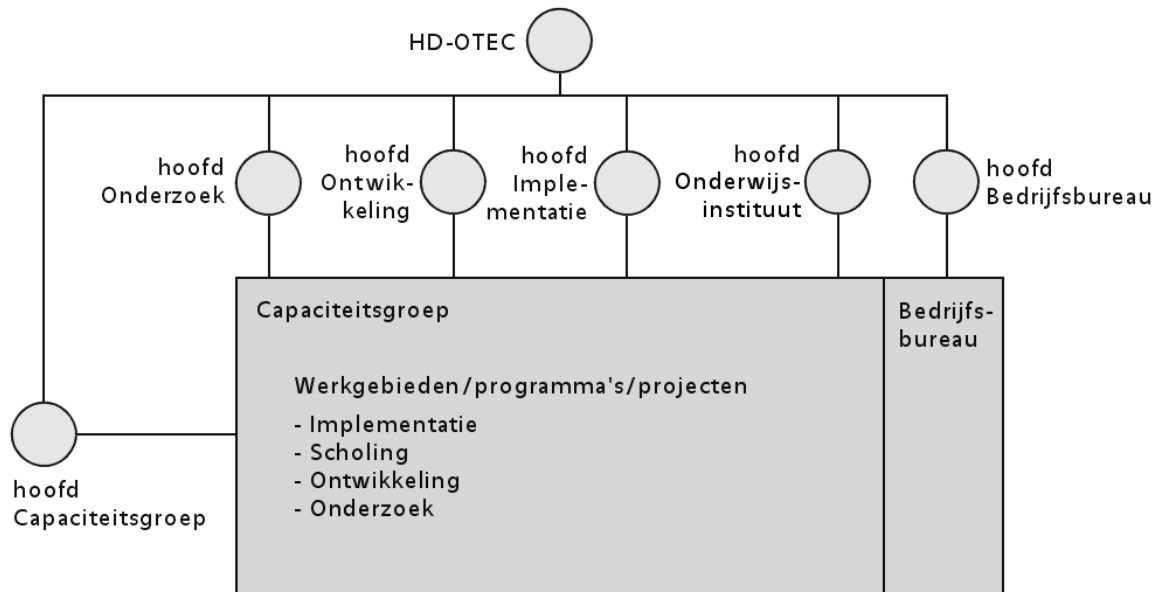 HD-OTEC
hoofd
Onderzoek
hoofd
Ontwik-
keling
hoofd
Imple-
mentatie
hoofd
Onderwijs-
instituut
hoofd
Bedrijfsbureau
Capaciteitsgroep
Bedrijfs-
bureau
Werkgebieden/programma's/projecten
- Implementatie
- Scholing
- Ontwikkeling
- Onderzoek
hoofd
Capaciteitsgroep